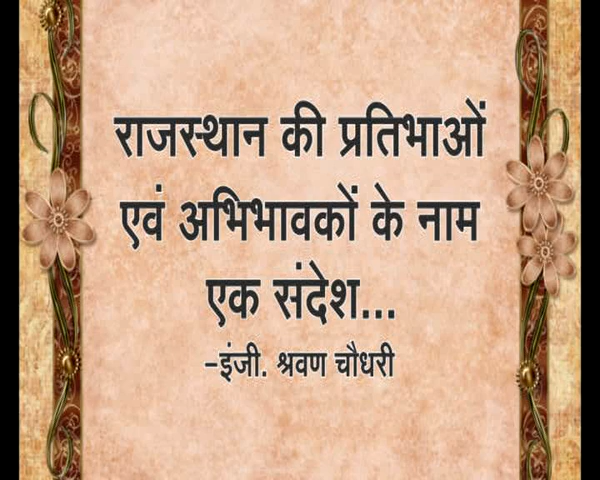 राजस्थान की प्रतिभाओं
एवं अभिभावकों के नाम
एक संदेश...
-इंजी. श्रवण चौधरी